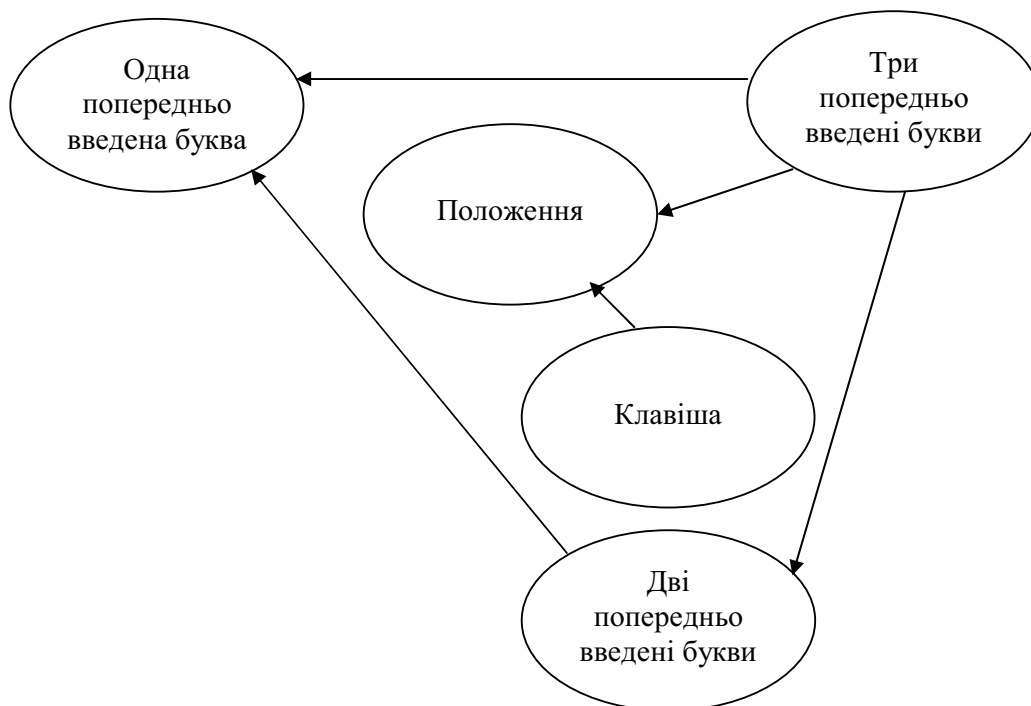 Одна
попередньо
введена буква
Три
попередньо
введені букви
Положення
Клавіша
Дві
попередньо
введені букви